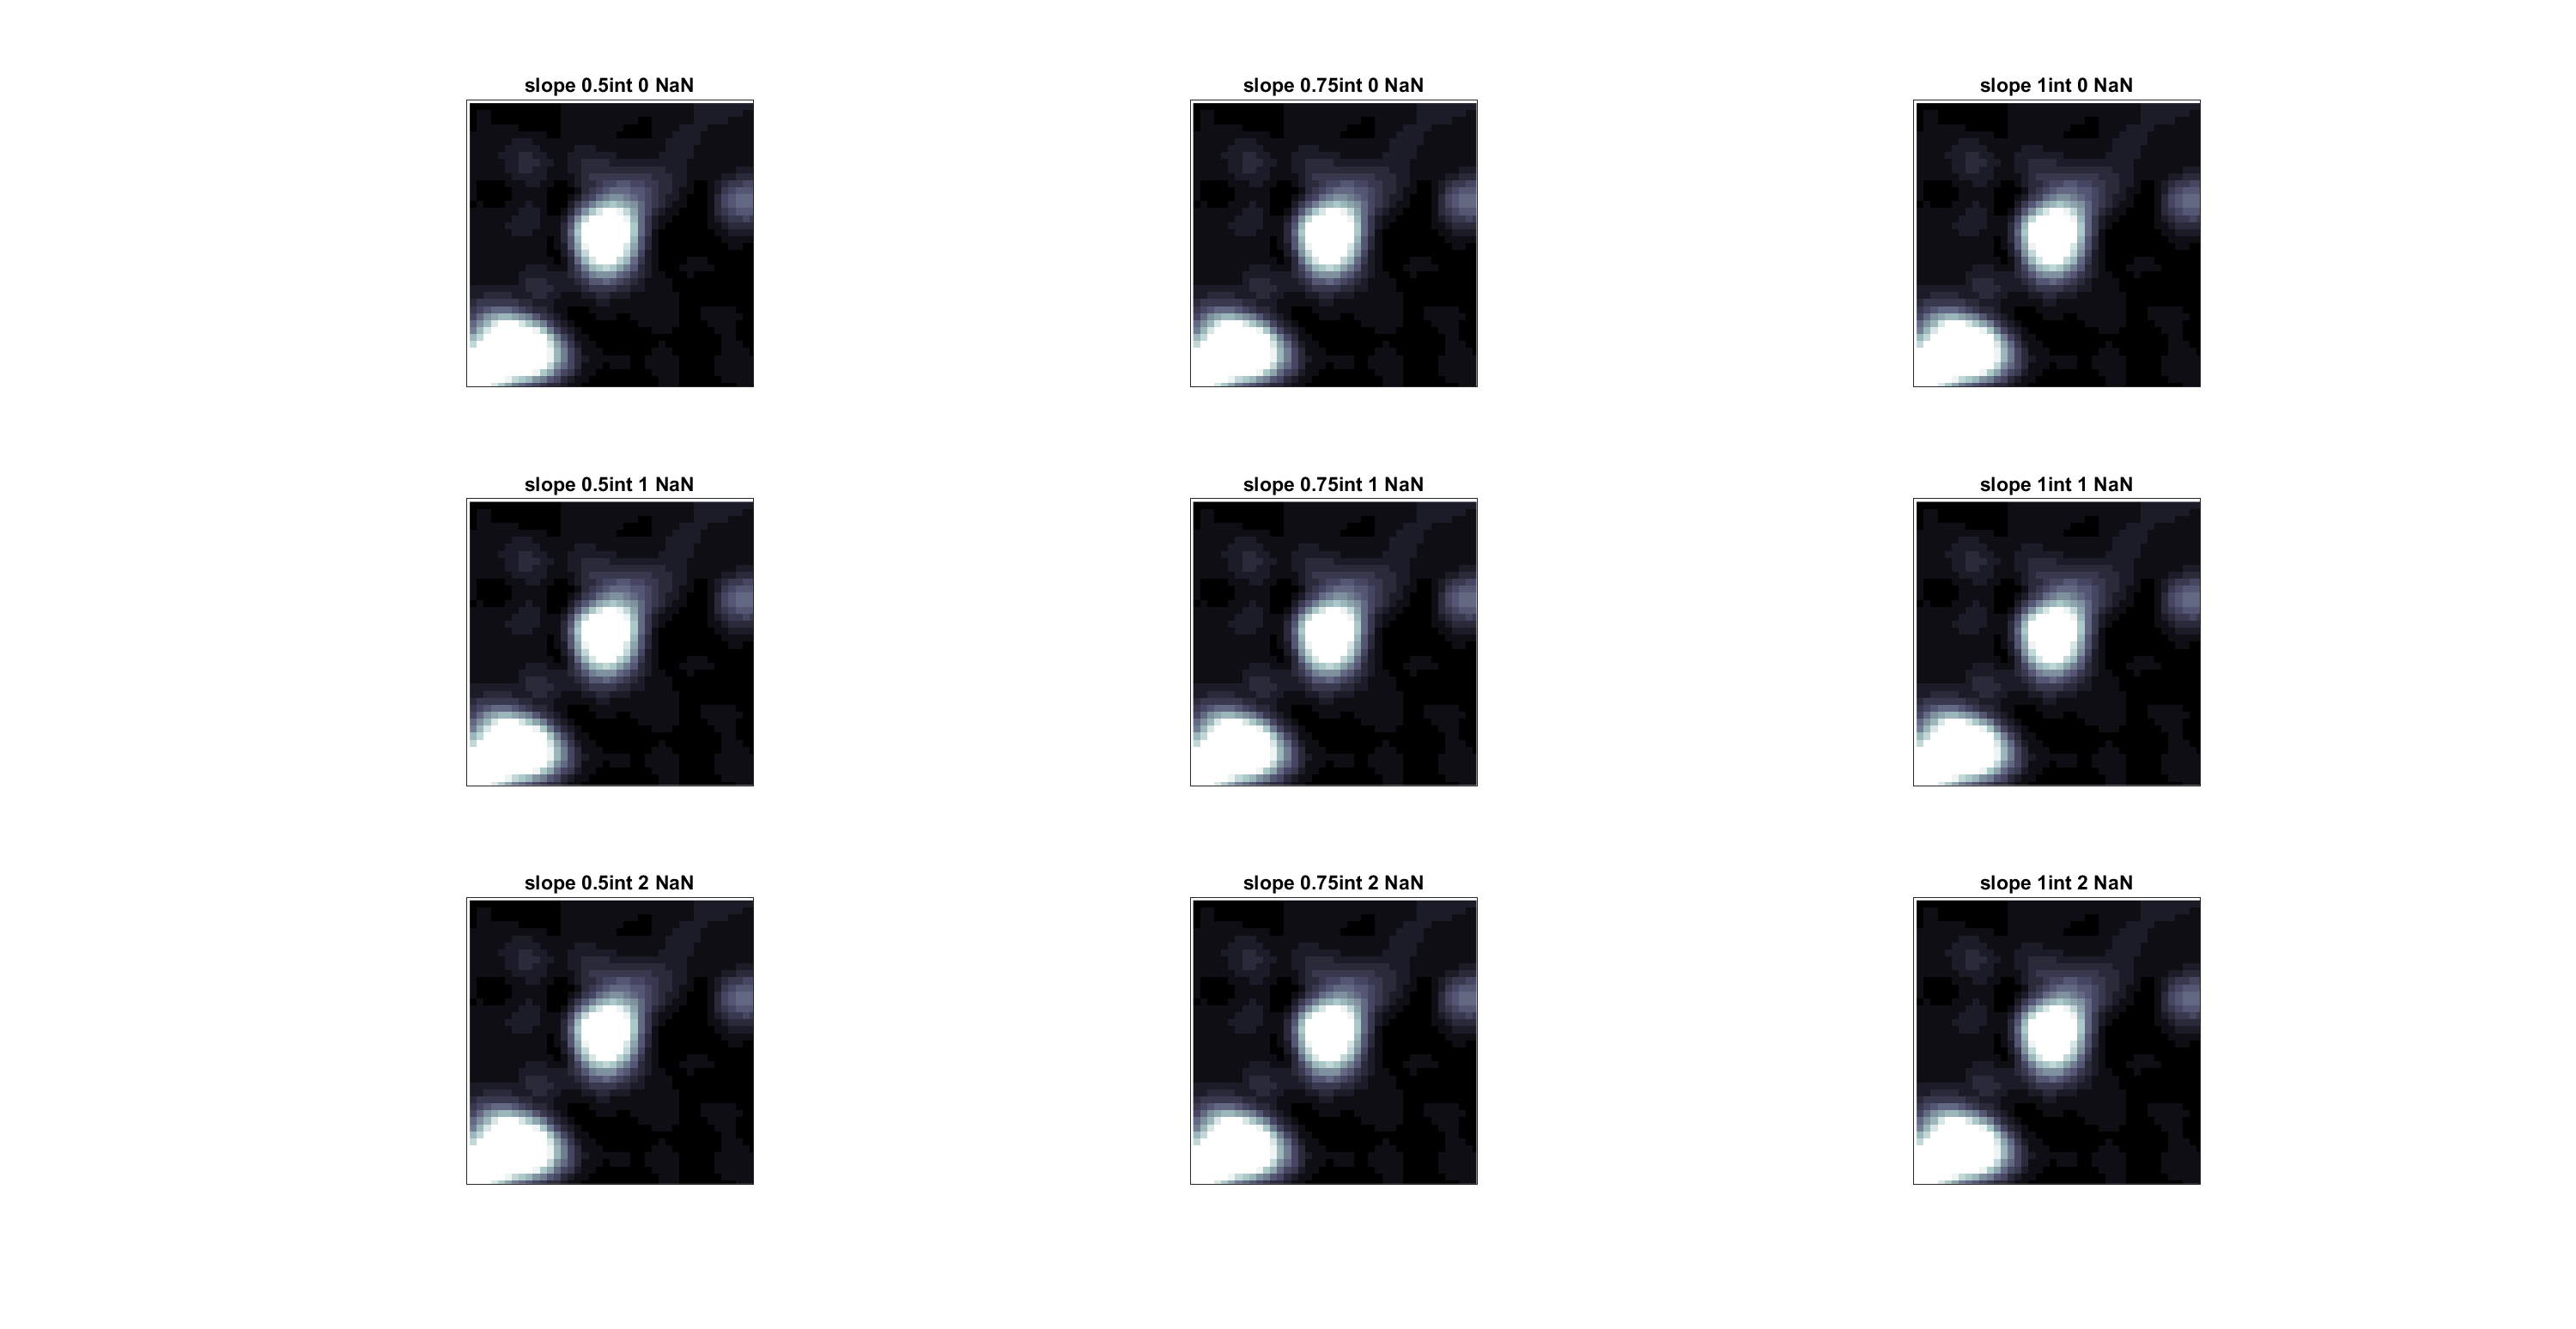 slope 0.5int 0 NaN
slope 0.75int 0 NaN
slope 1int 0 NaN
slope 0.5int 1 NaN
slope 0.75int 1 NaN
slope 1int 1 NaN
slope 0.5int 2 NaN
slope 0.75int 2 NaN
slope 1int 2 NaN